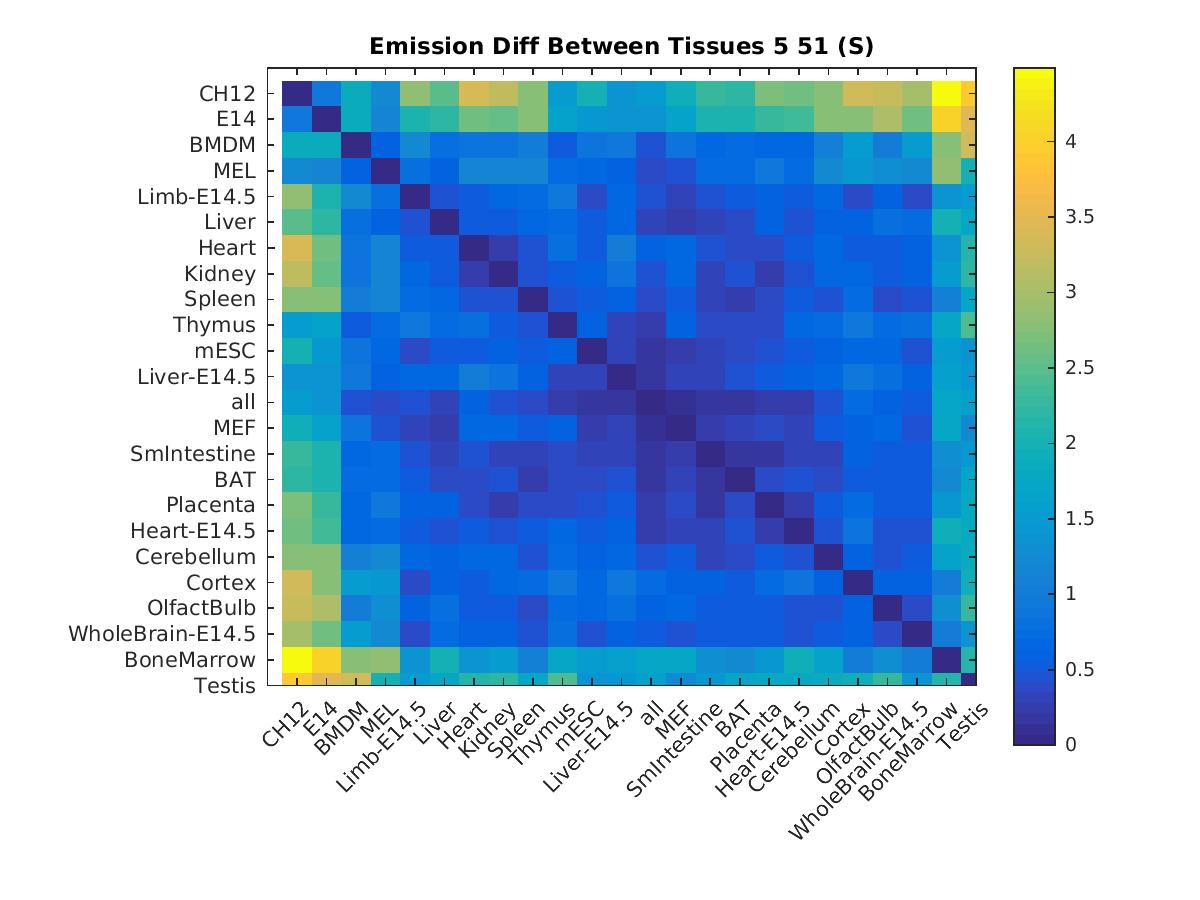 Emission Diff Between Tissues 5 51 (S)
CH12
E14
BMDM
MEL
Limb-E14.5
Liver
Heart
Kidney
Spleen
Thymus
mESC
Liver-E14.5
all
MEF
SmIntestine
BAT
Placenta
Heart-E14.5
Cerebellum
Cortex
OlfactBulb
WholeBrain-E14.5
BoneMarrow
Testis
CH12
E14
BMDM
MEL
Limb-E14.5
Liver
Heart
Kidney
Spleen
Thymus
mESC
Liver-E14.5
all
MEF
SmIntestine
BAT
Placenta
Heart-E14.5
Cerebellum
Cortex
OlfactBulb
WholeBrain-E14.5
BoneMarrow
Testis
4
3.5
3
2.5
2
1.5
1
0.5
0